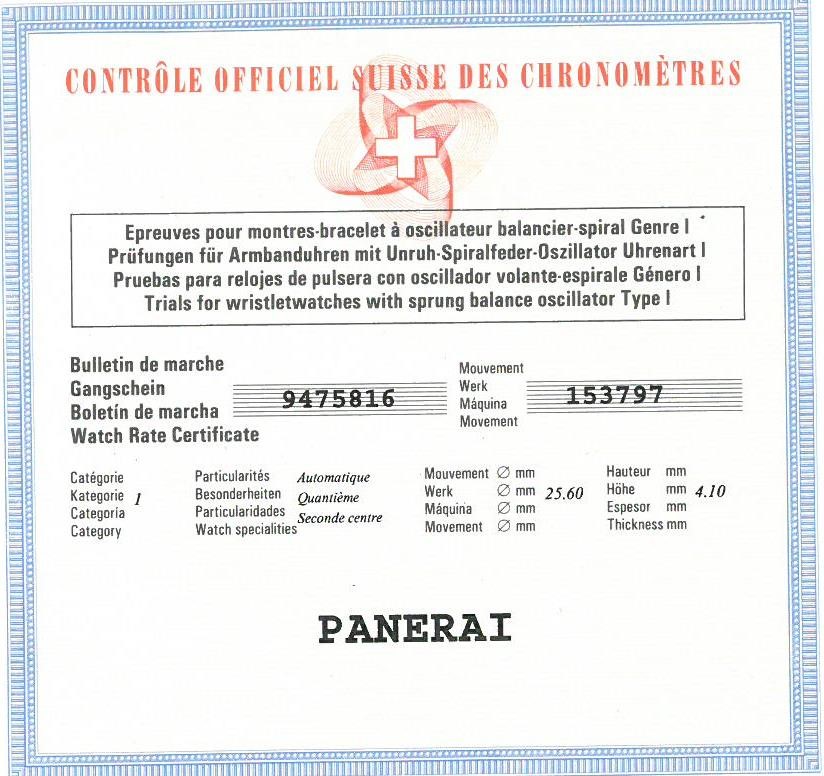 CONTRÔLE OFFICIEL SUISSE DES CHRONOMÈTRES
Epreuves pour montres-bracelet à oscillateur balancier-spiral Genre I
Prüfungen für Armbanduhren mit Unruh-Spiralfeder-Oszillator Uhrenart I
Pruebas para relojes de pulsera con oscillador volante-espirale Género I
Trials for wristletwatches with sprung balance oscillator Type I
Bulletin de marche
Gangschein
Boletín de marcha
Watch Rate Certificate
9475816
Mouvement
Werk
Máquina
Movement
153797
Catégorie
Kategorie 1
Categoría
Category
Particularités Automatique
Besonderheiten Quantième
Particularidades Seconde centre
Watch specialities
Mouvement ∅ mm
Werk ∅ mm 25.60
Máquina ∅ mm
Movement ∅ mm
Hauteur mm
Höhe mm 4.10
Espesor mm
Thickness mm
PANERAI